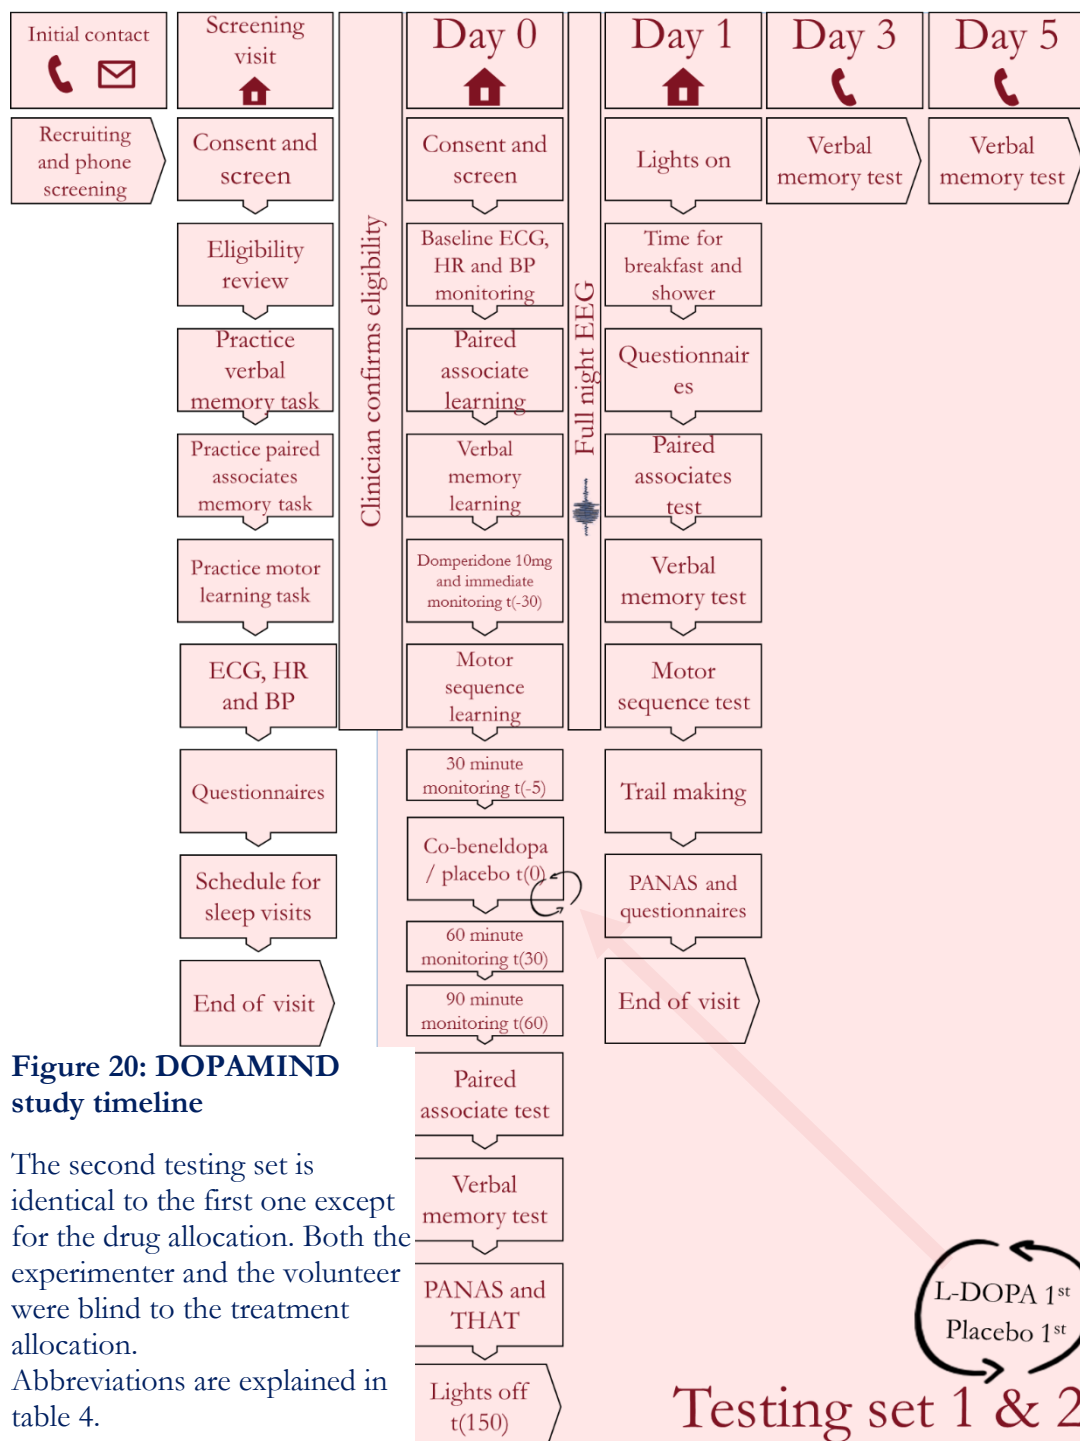 Initial contact
Recruiting
and phone
screening
Screening
visit
Consent and
screen
Eligibility
review
Practice
verbal
memory task
Practice paired
associates
memory task
Practice motor
learning task
ECG, HR
and BP
Questionnaires
Schedule for
sleep visits
End of visit
Clinician confirms eligibility
Day 0
Consent and
screen
Baseline ECG,
HR and BP
monitoring
Paired
associate
learning
Verbal
memory
learning
Domperidone 10mg
and immediate
monitoring t(-30)
Motor
sequence
learning
30 minute
monitoring t(-5)
Co-beneldopa
/ placebo t(0)
60 minute
monitoring t(30)
90 minute
monitoring t(60)
Paired
associate test
Verbal
memory test
PANAS and
THAT
Lights off
t(150)
Full night EEG
Day 1
Lights on
Time for
breakfast and
shower
Questionnair
es
Paired
associates
test
Verbal
memory test
Motor
sequence test
Trail making
PANAS and
questionnaires
End of visit
Day 3
Verbal
memory test
Day 5
Verbal
memory test
L-DOPA 1st
Placebo 1st
Testing set 1 & 2
Figure 20: DOPAMIND
study timeline
The second testing set is
identical to the first one except
for the drug allocation. Both the
experimenter and the volunteer
were blind to the treatment
allocation.
Abbreviations are explained in
table 4.